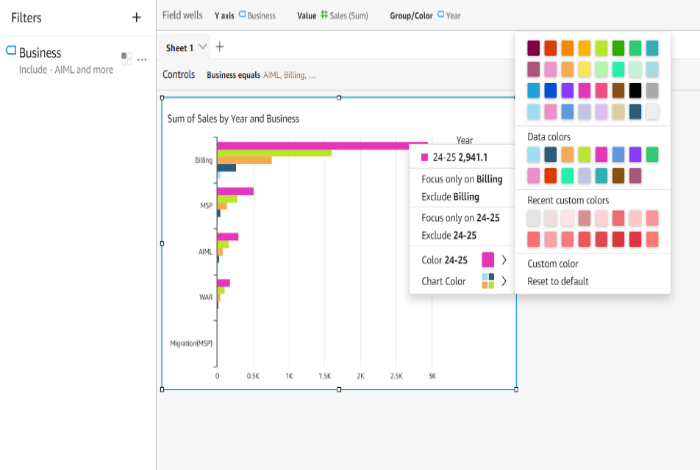 Filters +
Field wells Y axis Business Value # Sales (Sum) Group/Color Year
Business
Include - AIML and more
...
Sheet 1 +
Controls Business equals AIML, Billing, ...
Sum of Sales by Year and Business
Year
Billing
MSP
AIML
WAR
Migration(MSP)
0 0.5K 1K 1.5K 2K 2.5K 3K
24-25 2,941.1
Focus only on Billing
Exclude Billing
Focus only on 24-25
Exclude 24-25
Color 24-25
Chart Color
Data colors
Recent custom colors
Custom color
Reset to default